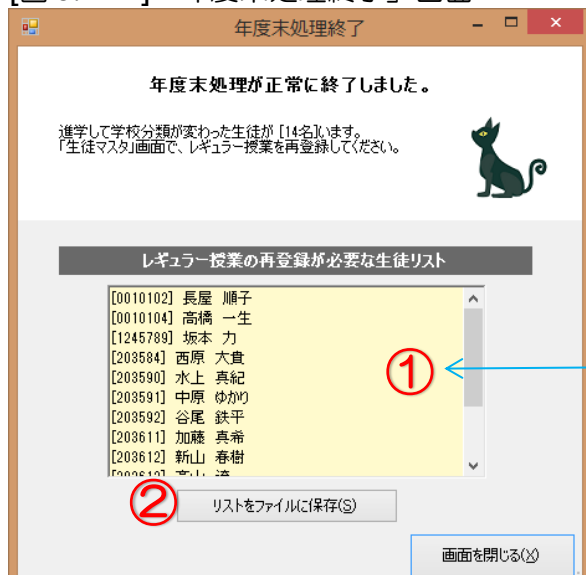 年度末処理終了
年度末処理が正常に終了しました。
進学して学校分類が変わった生徒が [14名]います。
「生徒マスタ」画面で、レギュラー授業を再登録してください。
レギュラー授業の再登録が必要な生徒リスト
[0010102] 長屋 順子
[0010104] 高橋 一生
[1245789] 坂本 力
[203584] 西原 大貴
[203590] 水上 真紀
[203591] 中原 ゆかり
[203592] 谷尾 鉄平
[203611] 加藤 真希
[203612] 新山 春樹
①
② リストをファイルに保存(S)
画面を閉じる(X)